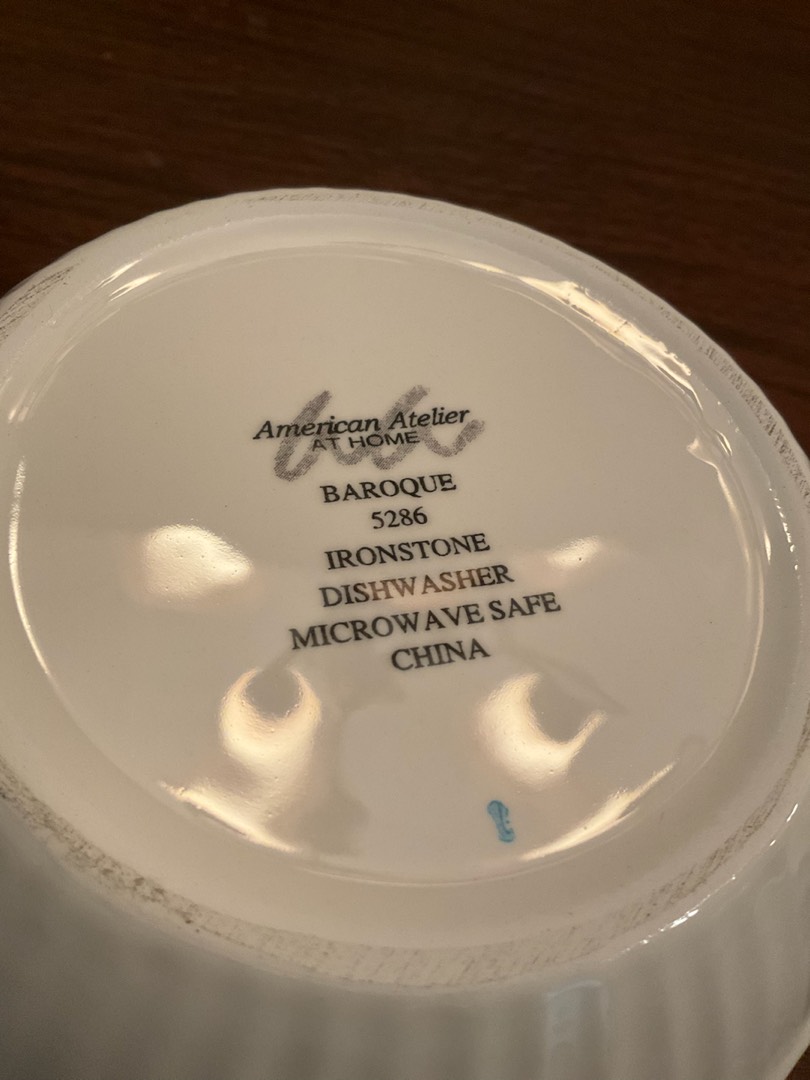 American Atelier
AT HOME
BAROQUE
5286
IRONSTONE
DISHWASHER
MICROWAVE SAFE
CHINA